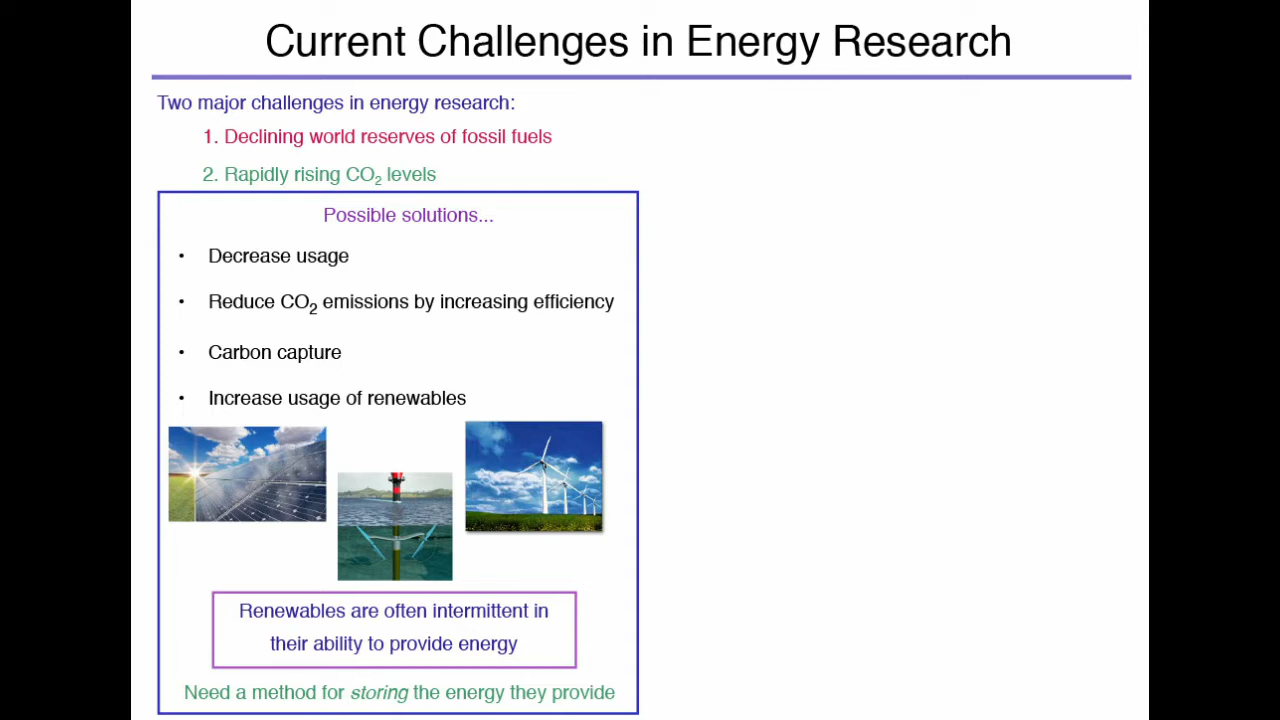 Current Challenges in Energy Research
Two major challenges in energy research:
1. Declining world reserves of fossil fuels
2. Rapidly rising CO₂ levels
Possible solutions...
• Decrease usage
• Reduce CO₂ emissions by increasing efficiency
• Carbon capture
• Increase usage of renewables
Renewables are often intermittent in
their ability to provide energy
Need a method for storing the energy they provide